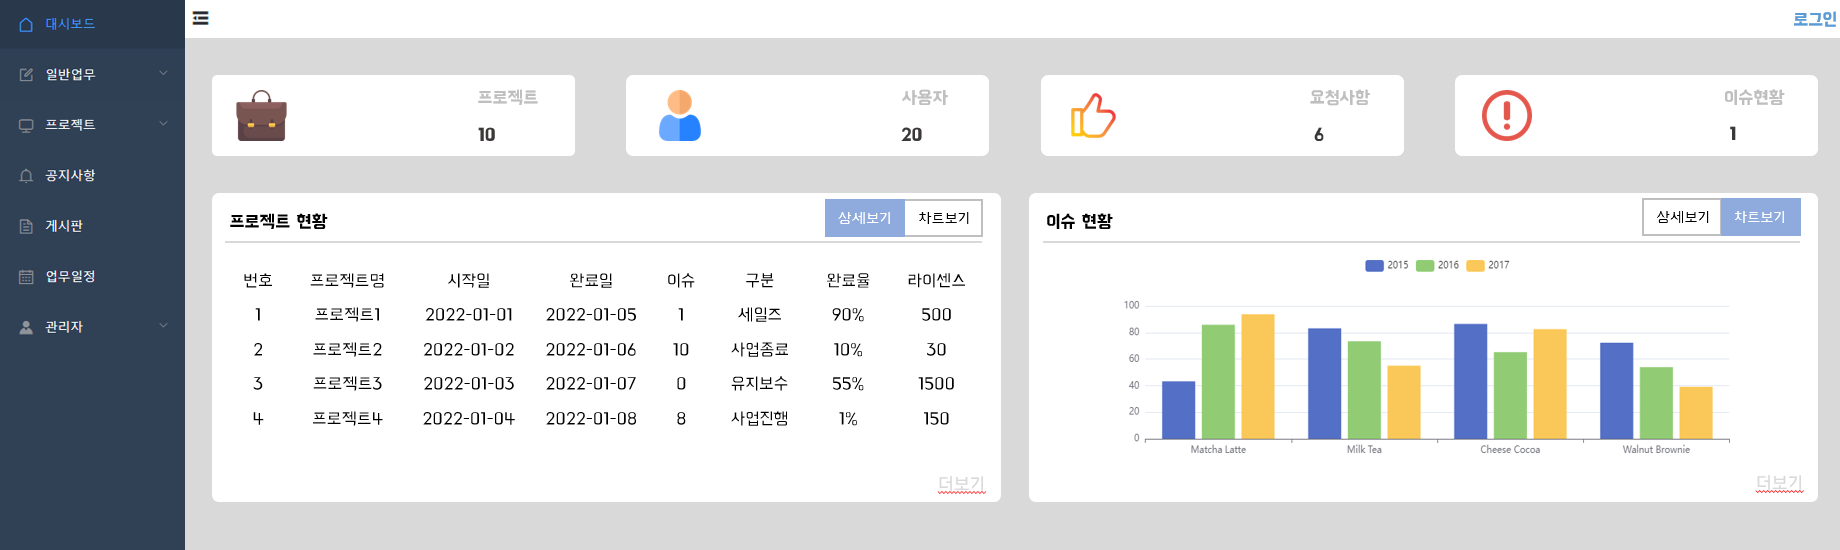 대시보드
일반업무
프로젝트
공지사항
게시판
업무일정
관리자
로그인
프로젝트
10
사용자
20
요청사항
6
이슈현황
1
프로젝트 현황
상세보기 차트보기
번호 프로젝트명 시작일 완료일 이슈 구분 완료율 라이센스
1 프로젝트1 2022-01-01 2022-01-05 1 세일즈 90% 500
2 프로젝트2 2022-01-02 2022-01-06 10 사업종료 10% 30
3 프로젝트3 2022-01-03 2022-01-07 0 유지보수 55% 1500
4 프로젝트4 2022-01-04 2022-01-08 8 사업진행 1% 150
더보기
이슈 현황
상세보기 차트보기
2015 2016 2017
100
80
60
40
20
0
Matcha Latte Milk Tea Cheese Cocoa Walnut Brownie
더보기